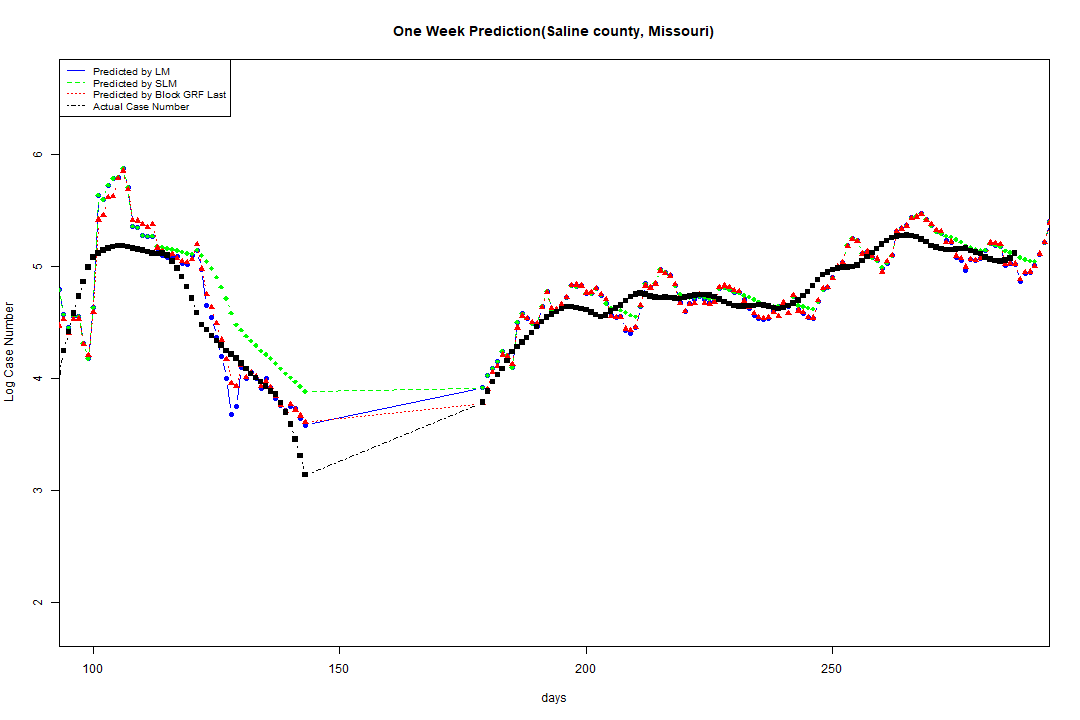 One Week Prediction(Saline county, Missouri)
Predicted by LM
Predicted by SLM
Predicted by Block GRF Last
Actual Case Number
6
5
4
3
2
Log Case Number
100 150 200 250
days